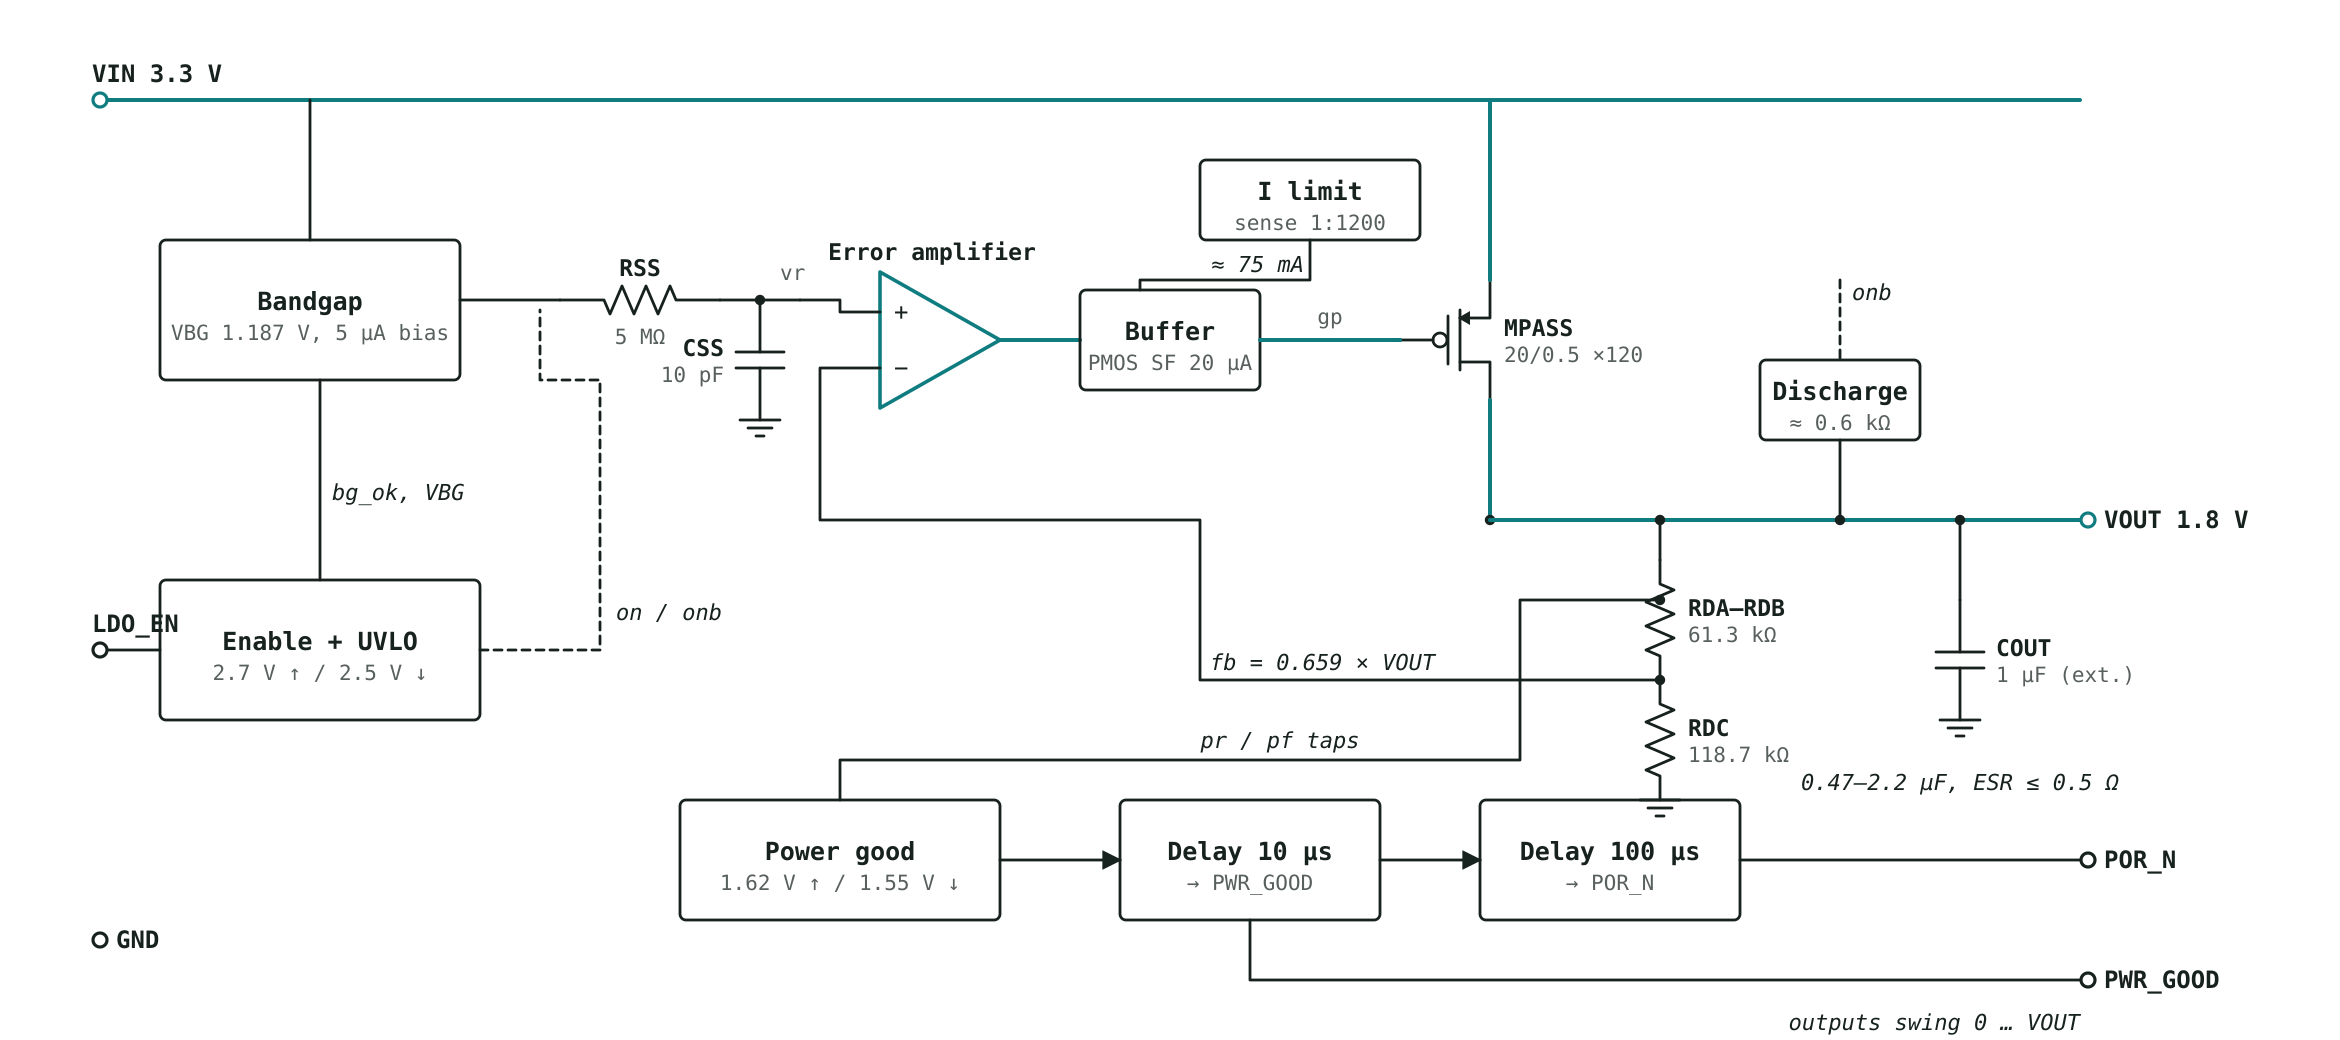 VIN 3.3 V
I limit
sense 1:1200
≈ 75 mA
Error amplifier
RSS
5 MΩ
vr
CSS
10 pF
Bandgap
VBG 1.187 V, 5 µA bias
+
−
Buffer
PMOS SF 20 µA
gp
MPASS
20/0.5 ×120
onb
Discharge
≈ 0.6 kΩ
bg_ok, VBG
VOUT 1.8 V
LDO_EN
Enable + UVLO
2.7 V ↑ / 2.5 V ↓
on / onb
RDA–RDB
61.3 kΩ
fb = 0.659 × VOUT
COUT
1 µF (ext.)
pr / pf taps
RDC
118.7 kΩ
0.47–2.2 µF, ESR ≤ 0.5 Ω
Power good
1.62 V ↑ / 1.55 V ↓
Delay 10 µs
→ PWR_GOOD
Delay 100 µs
→ POR_N
POR_N
GND
PWR_GOOD
outputs swing 0 … VOUT